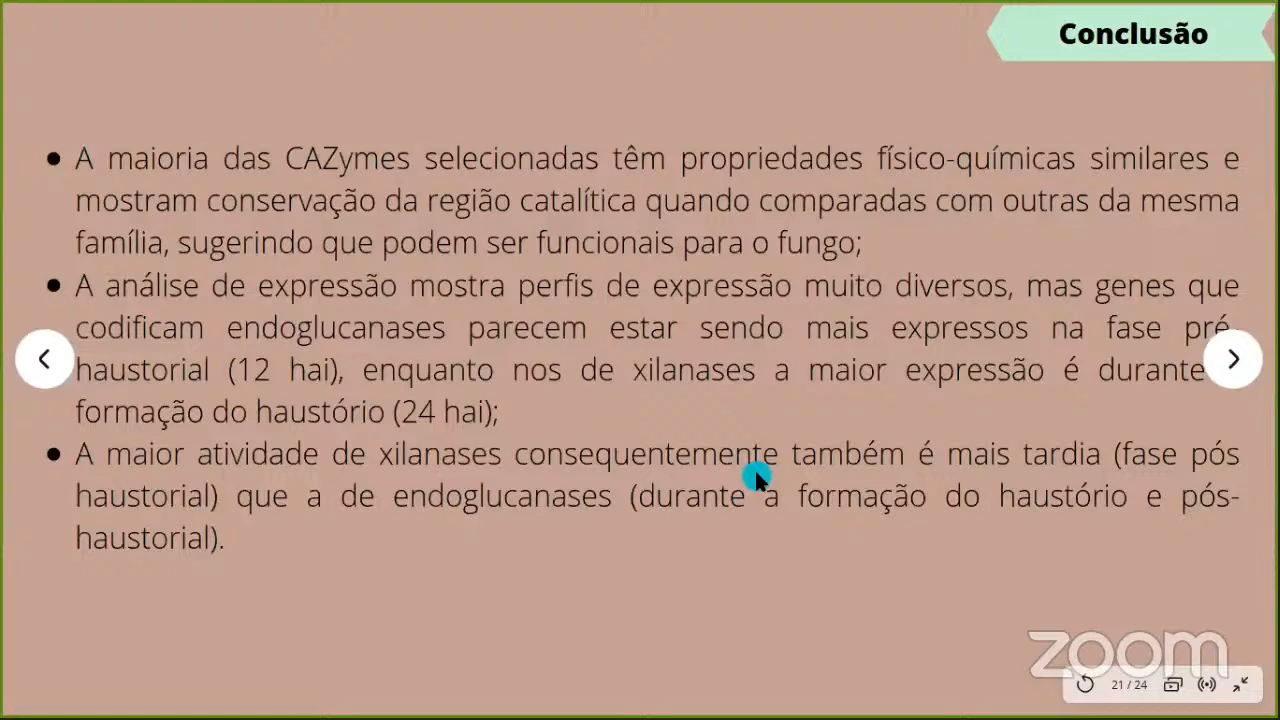 Conclusão
• A maioria das CAZymes selecionadas têm propriedades físico-químicas similares e
mostram conservação da região catalítica quando comparadas com outras da mesma
família, sugerindo que podem ser funcionais para o fungo;
• A análise de expressão mostra perfis de expressão muito diversos, mas genes que
codificam endoglucanases parecem estar sendo mais expressos na fase pré
haustorial (12 hai), enquanto nos de xilanases a maior expressão é durante
formação do haustório (24 hai);
• A maior atividade de xilanases consequentemente também é mais tardia (fase pós
haustorial) que a de endoglucanases (durante a formação do haustório e pós-
haustorial).
zoom
21 / 24